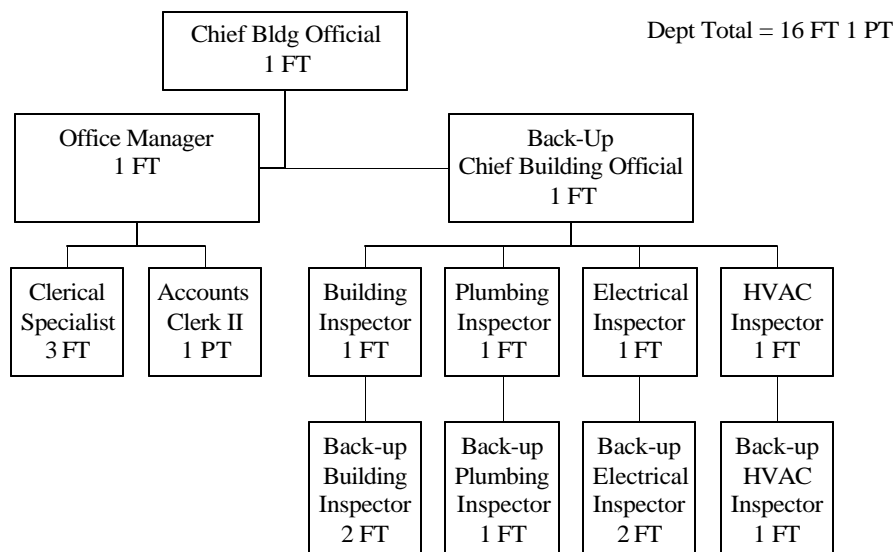 Chief Bldg Official
1 FT
Dept Total = 16 FT 1 PT
Office Manager
1 FT
Back-Up
Chief Building Official
1 FT
Clerical
Specialist
3 FT
Accounts
Clerk II
1 PT
Building
Inspector
1 FT
Plumbing
Inspector
1 FT
Electrical
Inspector
1 FT
HVAC
Inspector
1 FT
Back-up
Building
Inspector
2 FT
Back-up
Plumbing
Inspector
1 FT
Back-up
Electrical
Inspector
2 FT
Back-up
HVAC
Inspector
1 FT